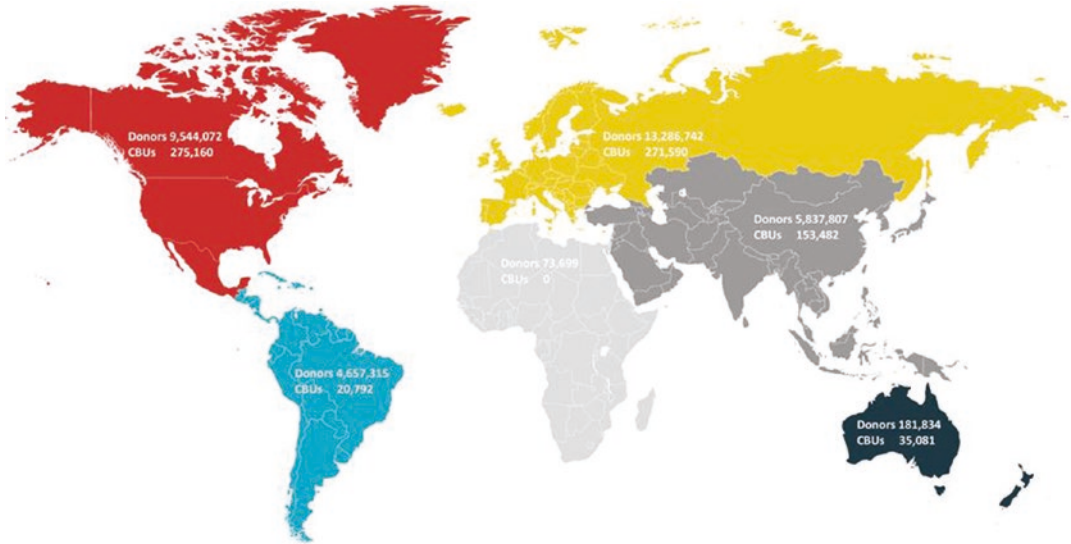 Donors 9,544,072
CBUs 275,160
Donors 13,286,742
CBUs 271,590
Donors 5,837,807
CBUs 153,482
Donors 73,699
CBUs 0
Donors 4,657,315
CBUs 20,792
Donors 181,834
CBUs 35,081